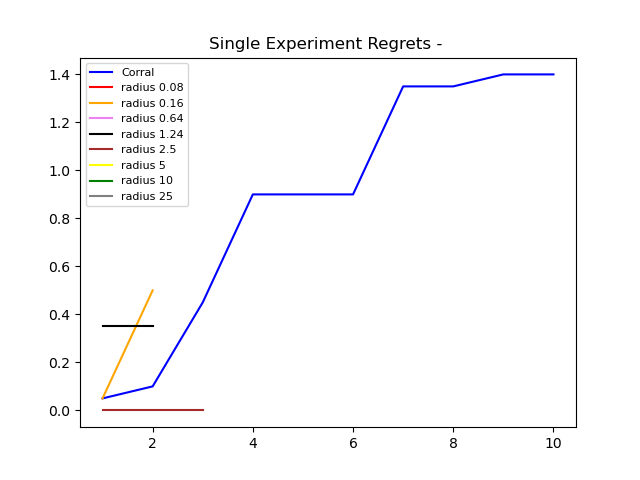 Single Experiment Regrets -
Corral
radius 0.08
radius 0.16
radius 0.64
radius 1.24
radius 2.5
radius 5
radius 10
radius 25
1.4
1.2
1.0
0.8
0.6
0.4
0.2
0.0
2 4 6 8 10